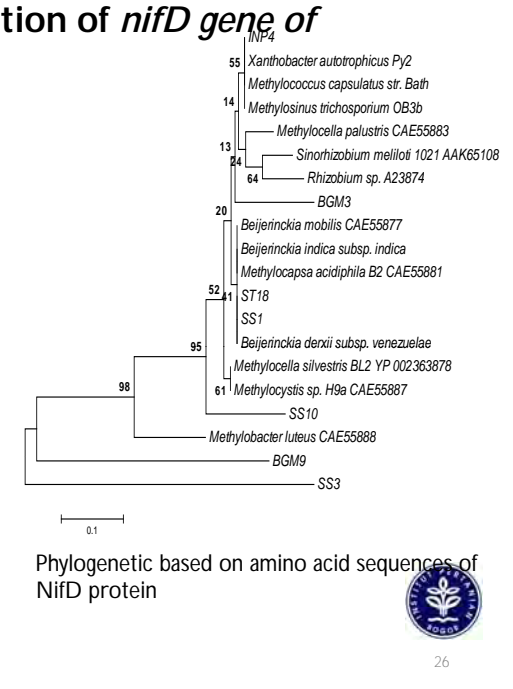 tion of nifD gene of
INP4
55 Xanthobacter autotrophicus Py2
Methylococcus capsulatus str. Bath
14 Methylosinus trichosporium OB3b
Methylocella palustris CAE55883
13
24 Sinorhizobium meliloti 1021 AAK65108
64 Rhizobium sp. A23874
BGM3
20
Beijerinckia mobilis CAE55877
Beijerinckia indica subsp. indica
Methylocapsa acidiphila B2 CAE55881
52 41 ST18
SS1
95 Beijerinckia derxii subsp. venezuelae
Methylocella silvestris BL2 YP 002363878
98 61 Methylocystis sp. H9a CAE55887
SS10
Methylobacter luteus CAE55888
BGM9
SS3
0.1
Phylogenetic based on amino acid sequences of
NifD protein
INSTITUT PERTANIAN
BOGOR
26